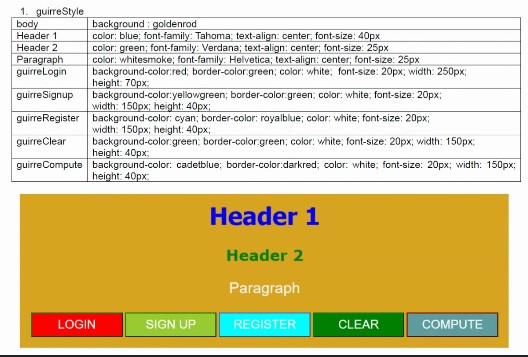 1. guirreStyle
body background : goldenrod
Header 1 color: blue; font-family: Tahoma; text-align: center; font-size: 40px
Header 2 color: green; font-family: Verdana; text-align: center; font-size: 25px
Paragraph color: whitesmoke; font-family: Helvetica; text-align: center; font-size: 25px
guirreLogin background-color:red; border-color:green; color: white; font-size: 20px; width: 250px;
height: 70px;
guirreSignup background-color:yellowgreen; border-color:green; color: white; font-size: 20px;
width: 150px; height: 40px;
guirreRegister background-color: cyan; border-color: royalblue; color: white; font-size: 20px;
width: 150px; height: 40px;
guirreClear background-color:green; border-color:green; color: white; font-size: 20px; width: 150px;
height: 40px;
guirreCompute background-color: cadetblue; border-color:darkred; color: white; font-size: 20px; width: 150px;
height: 40px;
Header 1
Header 2
Paragraph
LOGIN SIGN UP REGISTER CLEAR COMPUTE